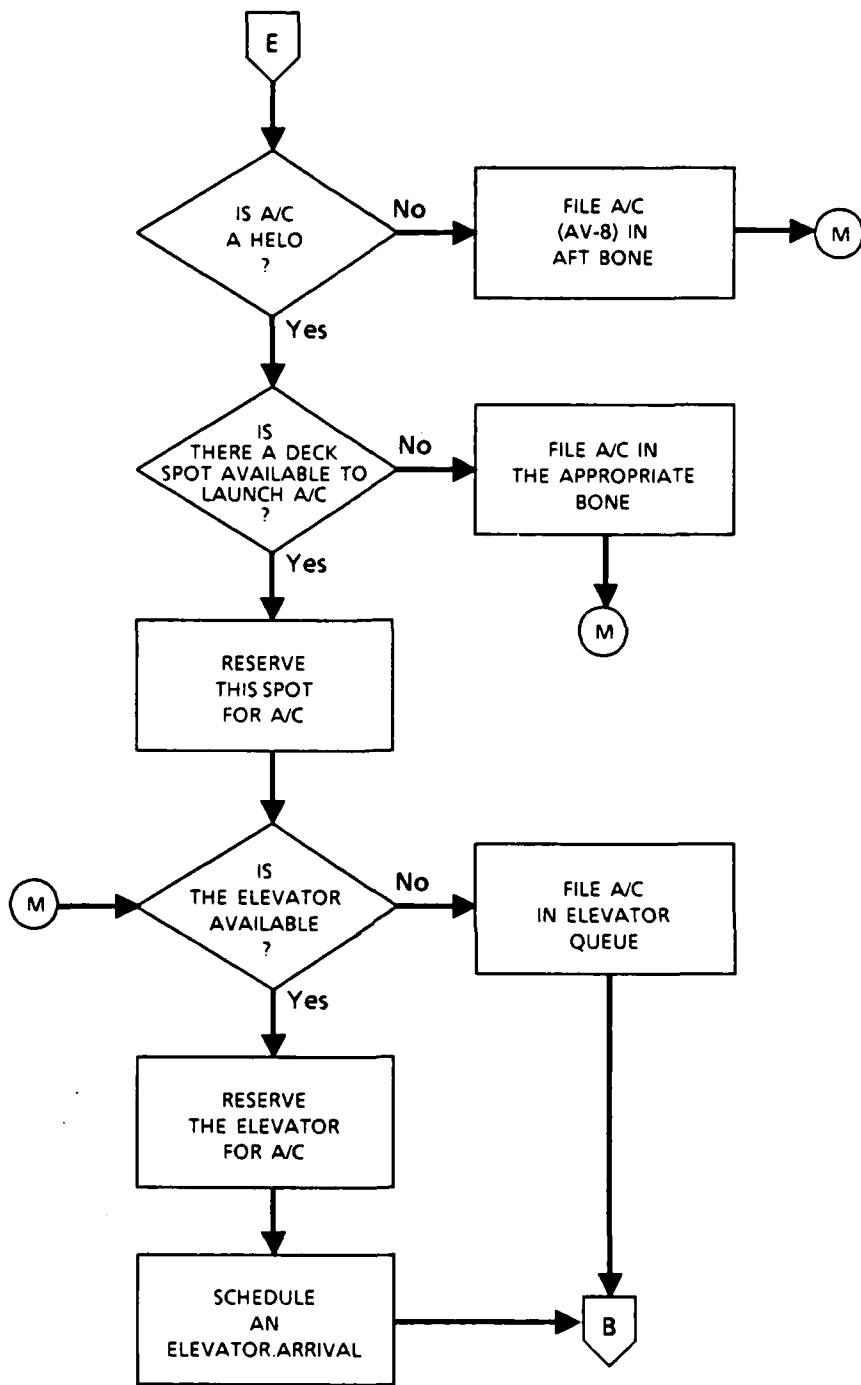 E
IS A/C
A HELO
?
No
FILE A/C
(AV-8) IN
AFT BONE
M
Yes
IS
THERE A DECK
SPOT AVAILABLE TO
LAUNCH A/C
?
No
FILE A/C IN
THE APPROPRIATE
BONE
M
Yes
RESERVE
THIS SPOT
FOR A/C
M
IS
THE ELEVATOR
AVAILABLE
?
No
FILE A/C
IN ELEVATOR
QUEUE
Yes
RESERVE
THE ELEVATOR
FOR A/C
SCHEDULE
AN
ELEVATOR.ARRIVAL
B